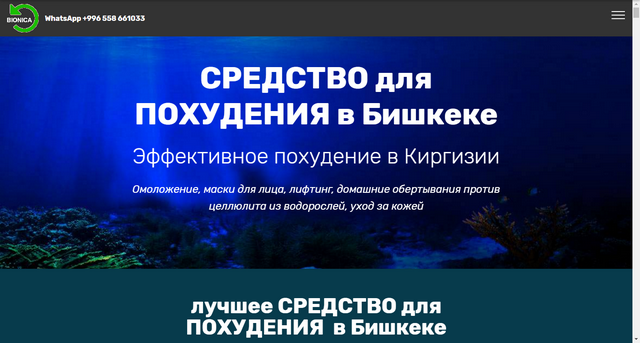 BIONICA
WhatsApp +996 558 661033
СРЕДСТВО для
ПОХУДЕНИЯ в Бишкеке
Эффективное похудение в Киргизии
Омоложение, маски для лица, лифтинг, домашние обертывания против
целлюлита из водорослей, уход за кожей
лучшее СРЕДСТВО для
ПОХУДЕНИЯ в Бишкеке